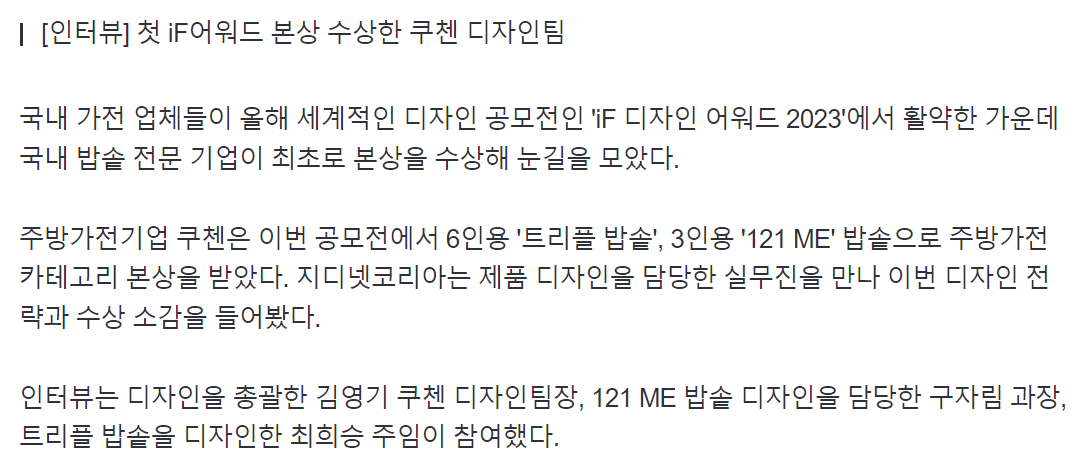 [인터뷰] 첫 iF어워드 본상 수상한 쿠첸 디자인팀
국내 가전 업체들이 올해 세계적인 디자인 공모전인 'iF 디자인 어워드 2023'에서 활약한 가운데
국내 밥솥 전문 기업이 최초로 본상을 수상해 눈길을 모았다.
주방가전기업 쿠첸은 이번 공모전에서 6인용 '트리플 밥솥', 3인용 '121 ME' 밥솥으로 주방가전
카테고리 본상을 받았다. 지디넷코리아는 제품 디자인을 담당한 실무진을 만나 이번 디자인 전
략과 수상 소감을 들어봤다.
인터뷰는 디자인을 총괄한 김영기 쿠첸 디자인팀장, 121 ME 밥솥 디자인을 담당한 구자림 과장,
트리플 밥솥을 디자인한 최희승 주임이 참여했다.